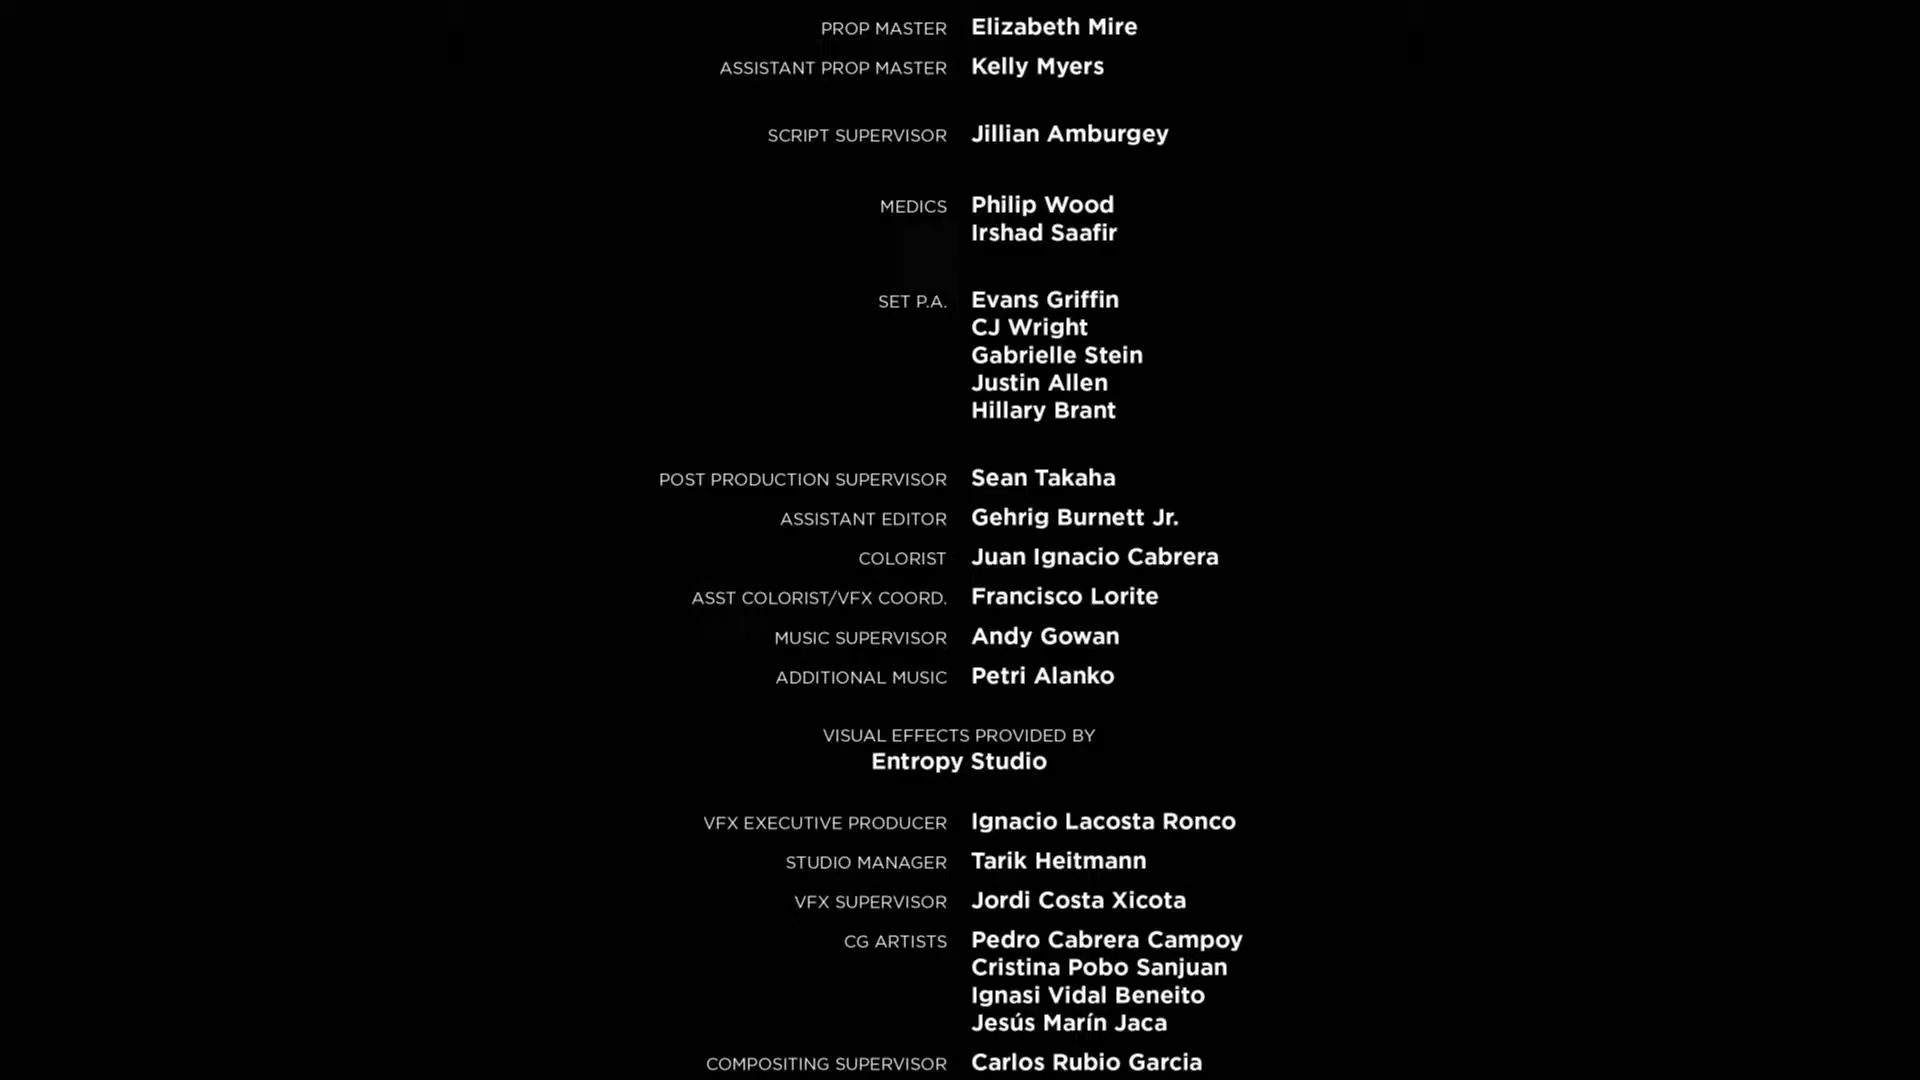 PROP MASTER Elizabeth Mire
ASSISTANT PROP MASTER Kelly Myers
SCRIPT SUPERVISOR Jillian Amburgey
MEDICS Philip Wood
Irshad Saafir
SET P.A. Evans Griffin
CJ Wright
Gabrielle Stein
Justin Allen
Hillary Brant
POST PRODUCTION SUPERVISOR Sean Takaha
ASSISTANT EDITOR Gehrig Burnett Jr.
COLORIST Juan Ignacio Cabrera
ASST COLORIST/VFX COORD. Francisco Lorite
MUSIC SUPERVISOR Andy Gowan
ADDITIONAL MUSIC Petri Alanko
VISUAL EFFECTS PROVIDED BY
Entropy Studio
VFX EXECUTIVE PRODUCER Ignacio Lacosta Ronco
STUDIO MANAGER Tarik Heitmann
VFX SUPERVISOR Jordi Costa Xicota
CG ARTISTS Pedro Cabrera Campoy
Cristina Pobo Sanjuan
Ignasi Vidal Beneito
Jesús Marín Jaca
COMPOSITING SUPERVISOR Carlos Rubio Garcia